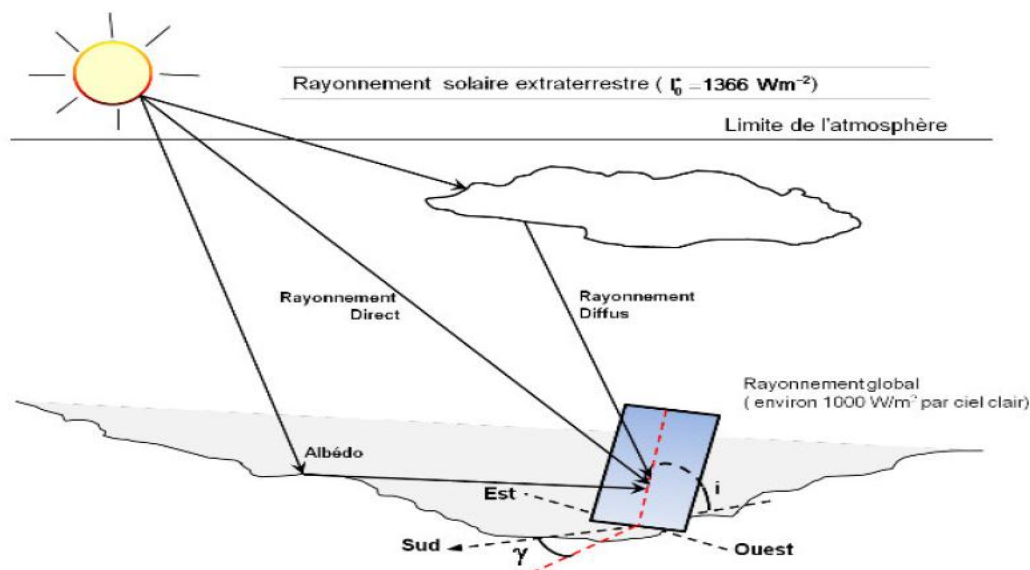 Rayonnement solaire extraterrestre ( I₀* = 1366 Wm⁻²)
Limite de l'atmosphère
Rayonnement
Direct
Rayonnement
Diffus
Rayonnement global
( environ 1000 W/m² par ciel clair)
Albédo
i
Est
Sud
γ
Ouest